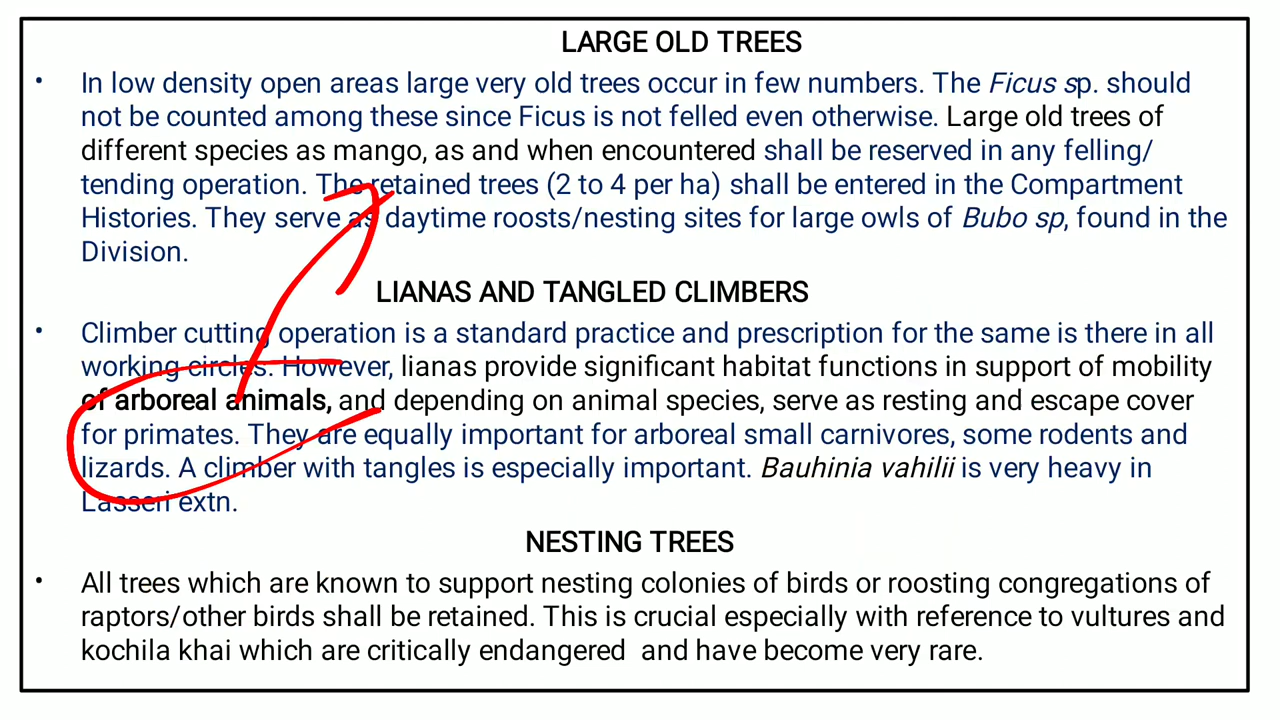 LARGE OLD TREES
• In low density open areas large very old trees occur in few numbers. The Ficus sp. should
not be counted among these since Ficus is not felled even otherwise. Large old trees of
different species as mango, as and when encountered shall be reserved in any felling/
tending operation. The retained trees (2 to 4 per ha) shall be entered in the Compartment
Histories. They serve as daytime roosts/nesting sites for large owls of Bubo sp, found in the
Division.
LIANAS AND TANGLED CLIMBERS
• Climber cutting operation is a standard practice and prescription for the same is there in all
working circles. However, lianas provide significant habitat functions in support of mobility
of arboreal animals, and depending on animal species, serve as resting and escape cover
for primates. They are equally important for arboreal small carnivores, some rodents and
lizards. A climber with tangles is especially important. Bauhinia vahilii is very heavy in
Lasseri extn.
NESTING TREES
• All trees which are known to support nesting colonies of birds or roosting congregations of
raptors/other birds shall be retained. This is crucial especially with reference to vultures and
kochila khai which are critically endangered  and have become very rare.